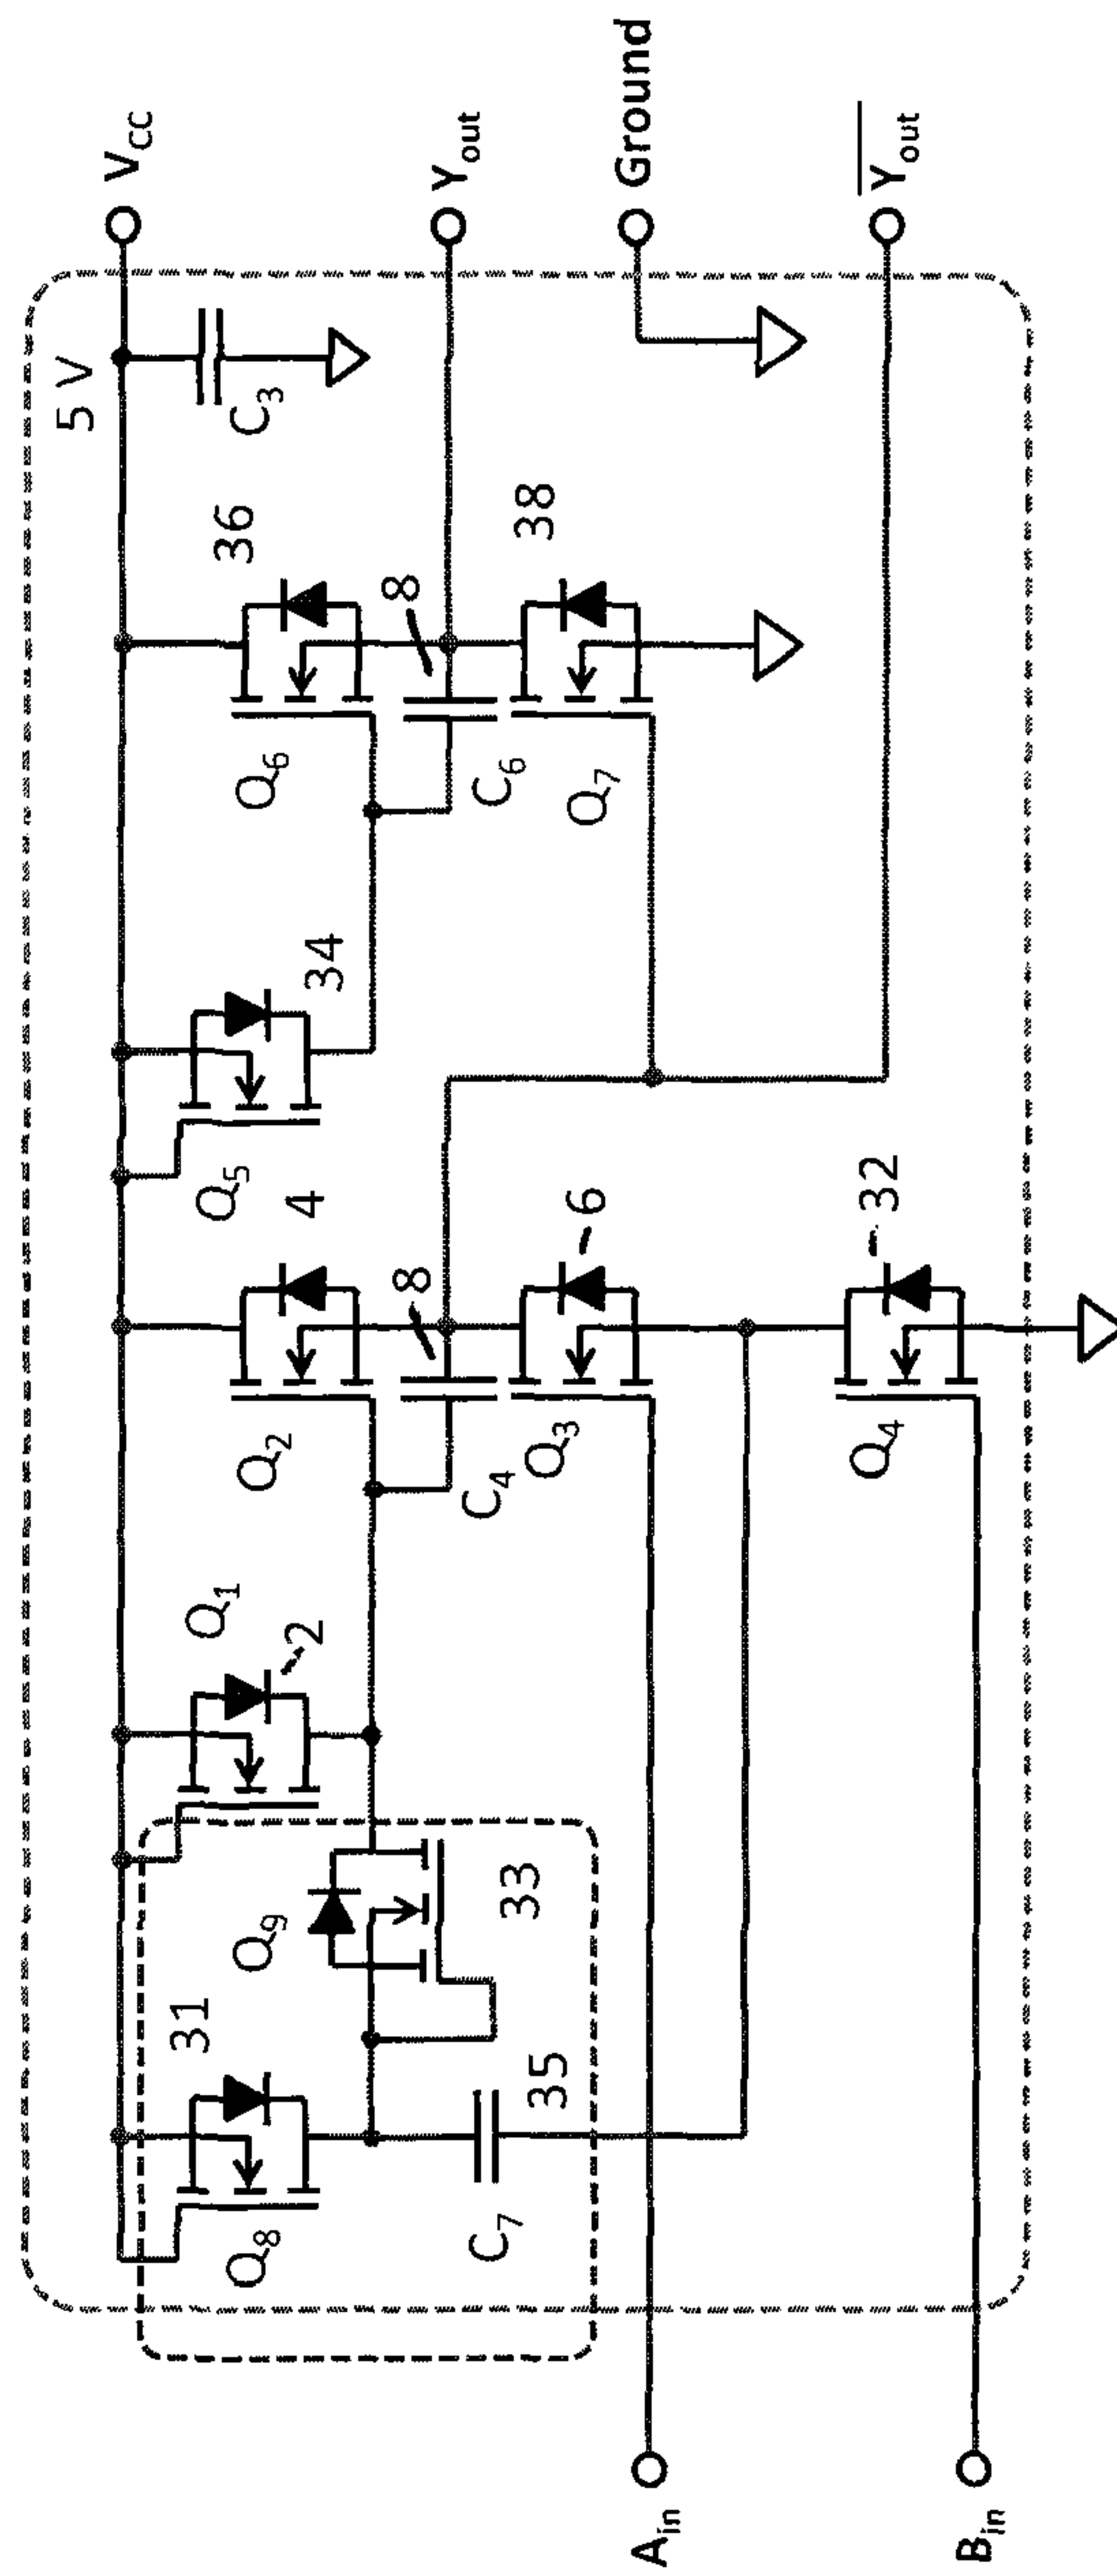 V_CC
5 V
C_3
Y_out
Ground
\overline{Y_out}
36
8
38
Q_6
C_6
Q_7
34
Q_5
4
8
6
32
Q_2
C_4
Q_3
Q_4
Q_1
2
Q_9
33
31
35
Q_8
C_7
A_in
B_in